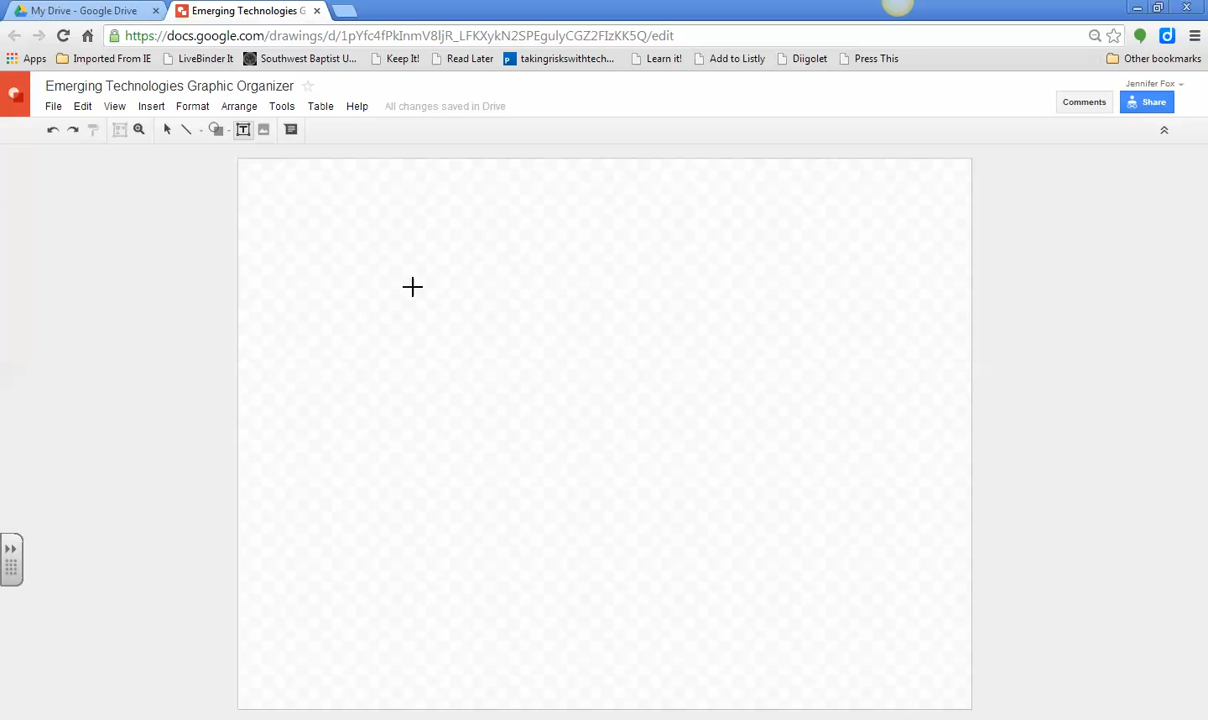 My Drive - Google Drive
Emerging Technologies G
https://docs.google.com/drawings/d/1pYfc4fPkInmV8ljR_LFKXykN2SPEgulyCGZ2FIzKK5Q/edit
Apps Imported From IE LiveBinder It Southwest Baptist U... Keep It! Read Later takingriskswithtech... Learn it! Add to Listly Diigolet Press This Other bookmarks
Emerging Technologies Graphic Organizer
Jennifer Fox
File Edit View Insert Format Arrange Tools Table Help All changes saved in Drive
Comments Share